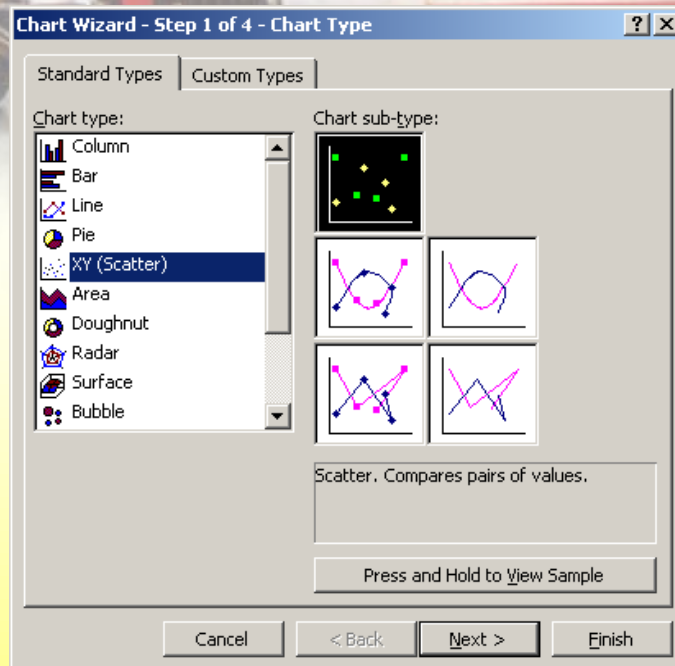 Chart Wizard - Step 1 of 4 - Chart Type
Standard Types Custom Types
Chart type:
Column
Bar
Line
Pie
XY (Scatter)
Area
Doughnut
Radar
Surface
Bubble
Chart sub-type:
Scatter. Compares pairs of values.
Press and Hold to View Sample
Cancel < Back Next > Finish